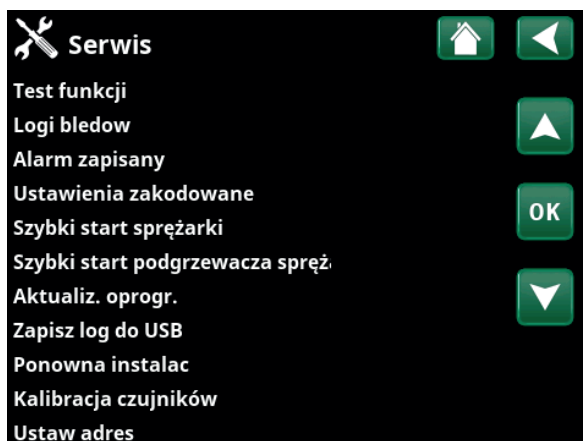 Serwis
Test funkcji
Logi bledow
Alarm zapisany
Ustawienia zakodowane
Szybki start sprężarki
OK
Szybki start podgrzewacza spręż
Aktualiz. oprogr.
Zapisz log do USB
Ponowna instalac
Kalibracja czujników
Ustaw adres